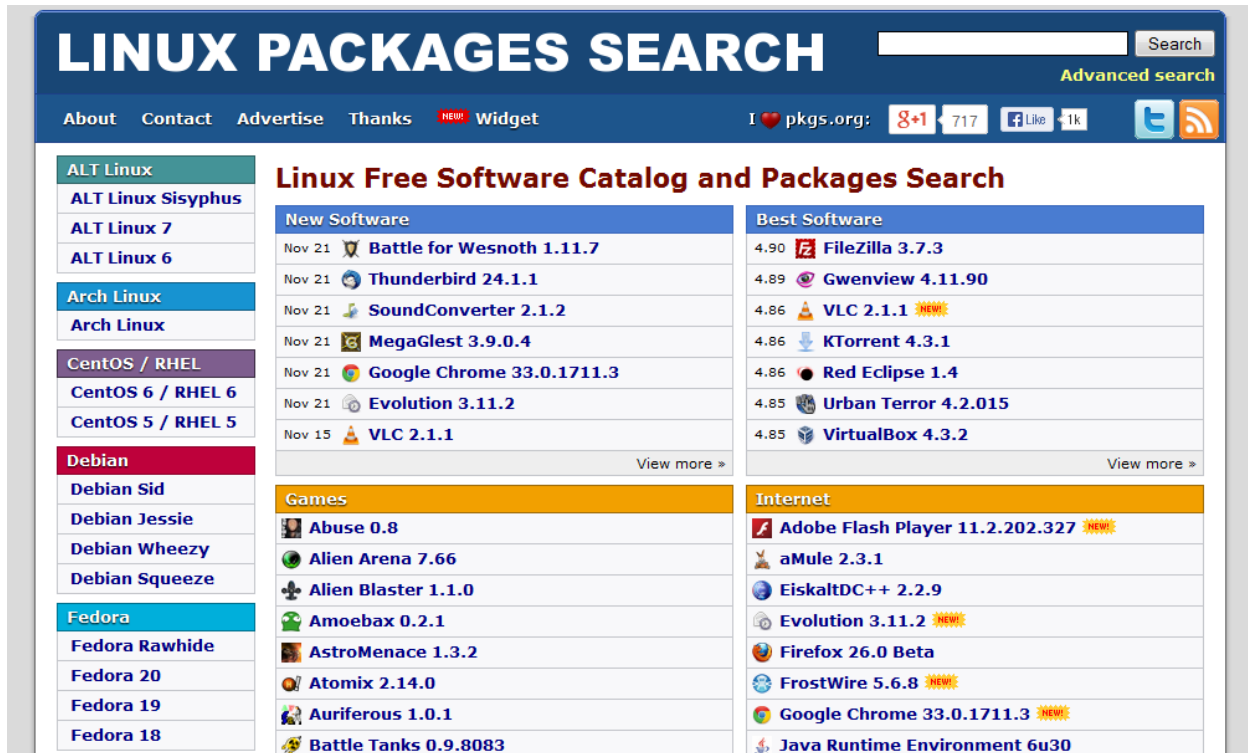 LINUX PACKAGES SEARCH
Search
Advanced search
About Contact Advertise Thanks NEW! Widget
I pkgs.org: 8+1 717 Like 1k
ALT Linux
ALT Linux Sisyphus
ALT Linux 7
ALT Linux 6
Arch Linux
Arch Linux
CentOS / RHEL
CentOS 6 / RHEL 6
CentOS 5 / RHEL 5
Debian
Debian Sid
Debian Jessie
Debian Wheezy
Debian Squeeze
Fedora
Fedora Rawhide
Fedora 20
Fedora 19
Fedora 18
Linux Free Software Catalog and Packages Search
New Software
Nov 21 Battle for Wesnoth 1.11.7
Nov 21 Thunderbird 24.1.1
Nov 21 SoundConverter 2.1.2
Nov 21 MegaGlest 3.9.0.4
Nov 21 Google Chrome 33.0.1711.3
Nov 21 Evolution 3.11.2
Nov 15 VLC 2.1.1
View more »
Best Software
4.90 FileZilla 3.7.3
4.89 Gwenview 4.11.90
4.86 VLC 2.1.1 NEW!
4.86 KTorrent 4.3.1
4.86 Red Eclipse 1.4
4.85 Urban Terror 4.2.015
4.85 VirtualBox 4.3.2
View more »
Games
Abuse 0.8
Alien Arena 7.66
Alien Blaster 1.1.0
Amoebax 0.2.1
AstroMenace 1.3.2
Atomix 2.14.0
Auriferous 1.0.1
Battle Tanks 0.9.8083
Internet
Adobe Flash Player 11.2.202.327 NEW!
aMule 2.3.1
EiskaltDC++ 2.2.9
Evolution 3.11.2 NEW!
Firefox 26.0 Beta
FrostWire 5.6.8 NEW!
Google Chrome 33.0.1711.3 NEW!
Java Runtime Environment 6u30